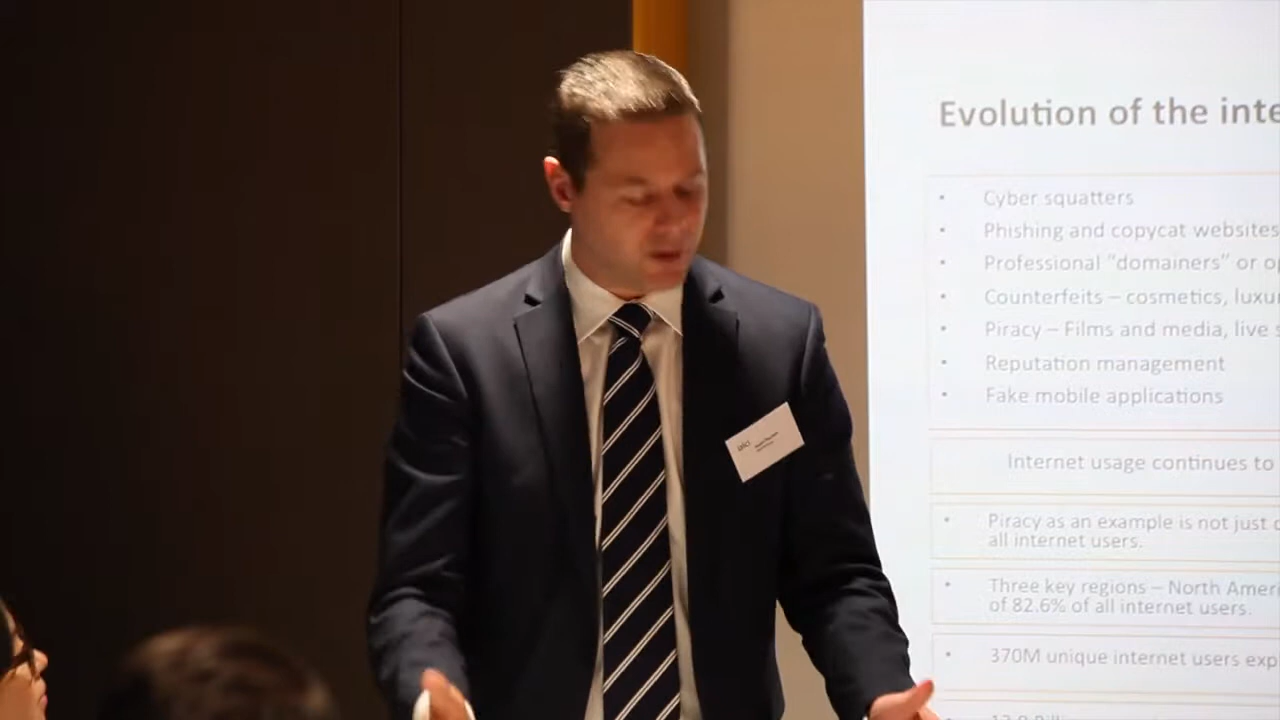 Evolution of the inte
• Cyber squatters
• Phishing and copycat websites
• Professional “domainers” or op
• Counterfeits – cosmetics, luxu
• Piracy – Films and media, live s
• Reputation management
• Fake mobile applications
Internet usage continues to
• Piracy as an example is not just
all internet users.
• Three key regions – North Ameri
of 82.6% of all internet users.
370M unique internet users exp